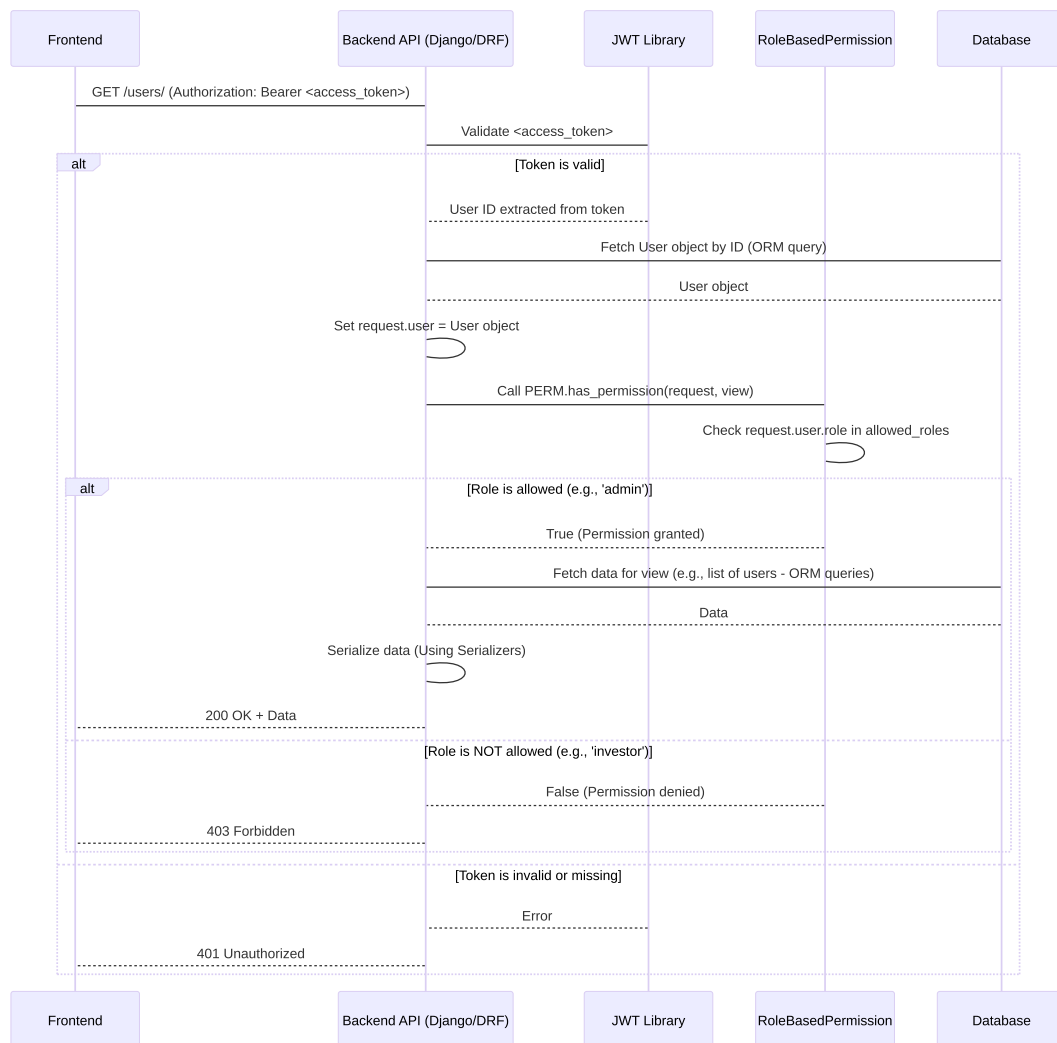 Frontend
Backend API (Django/DRF)
JWT Library
RoleBasedPermission
Database
GET /users/ (Authorization: Bearer <access_token>)
Validate <access_token>
alt
[Token is valid]
User ID extracted from token
Fetch User object by ID (ORM query)
User object
Set request.user = User object
Call PERM.has_permission(request, view)
Check request.user.role in allowed_roles
alt
[Role is allowed (e.g., 'admin')]
True (Permission granted)
Fetch data for view (e.g., list of users - ORM queries)
Data
Serialize data (Using Serializers)
200 OK + Data
[Role is NOT allowed (e.g., 'investor')]
False (Permission denied)
403 Forbidden
[Token is invalid or missing]
Error
401 Unauthorized
Frontend
Backend API (Django/DRF)
JWT Library
RoleBasedPermission
Database